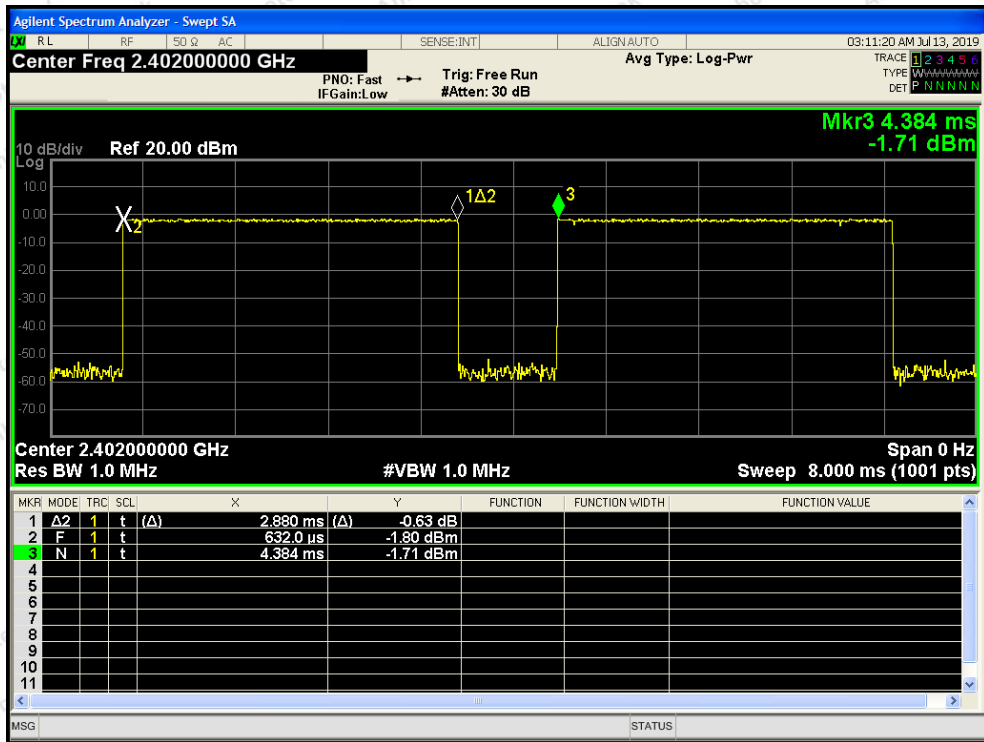 Agilent Spectrum Analyzer - Swept SA
LXI RL RF 50 Ω AC SENSE:INT ALIGN AUTO 03:11:20 AM Jul 13, 2019
Center Freq 2.402000000 GHz Avg Type: Log-Pwr TRACE 1 2 3 4 5 6
PNO: Fast Trig: Free Run TYPE WWWWWW
IFGain:Low #Atten: 30 dB DET P N N N N N
Mkr3 4.384 ms
10 dB/div Ref 20.00 dBm -1.71 dBm
Log
10.0
1Δ2 3
0.00
2
-10.0
-20.0
-30.0
-40.0
-50.0
-60.0
-70.0
Center 2.402000000 GHz Span 0 Hz
Res BW 1.0 MHz #VBW 1.0 MHz Sweep 8.000 ms (1001 pts)
MKR MODE TRC SCL X Y FUNCTION FUNCTION WIDTH FUNCTION VALUE
1 Δ2 1 t (Δ) 2.880 ms (Δ) -0.63 dB
2 F 1 t 632.0 µs -1.80 dBm
3 N 1 t 4.384 ms -1.71 dBm
4
5
6
7
8
9
10
11
MSG STATUS